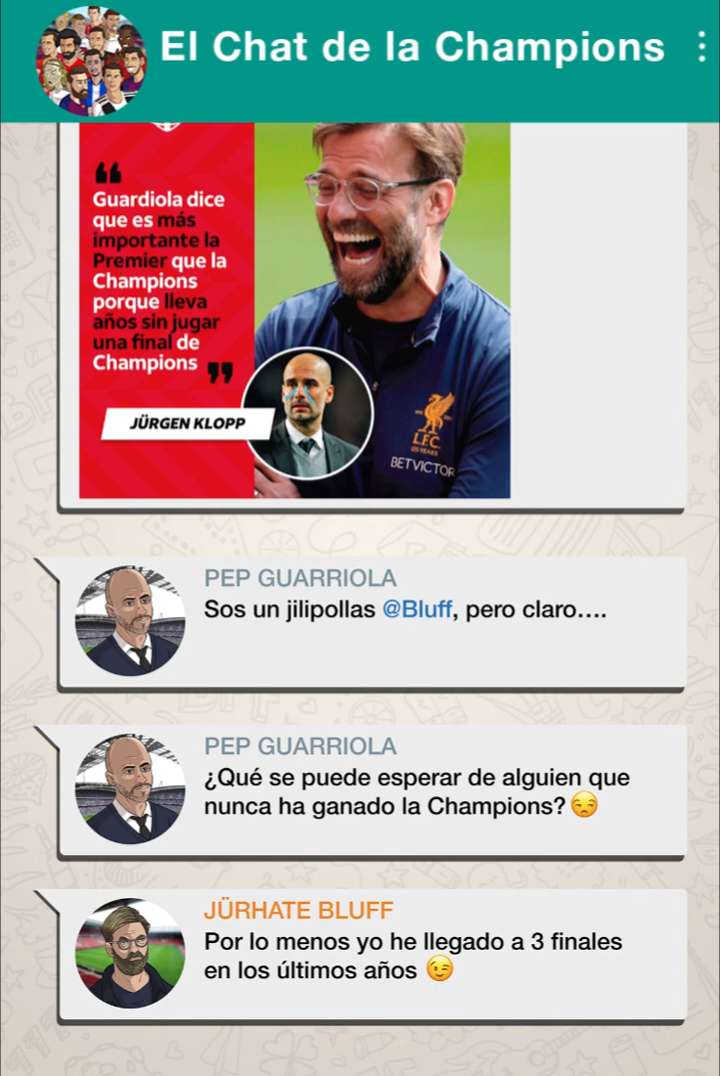 El Chat de la Champions
“
Guardiola dice
que es más
importante la
Premier que la
Champions
porque lleva
años sin jugar
una final de
Champions
”
JÜRGEN KLOPP
L.F.C.
125 YEARS
BETVICTOR
PEP GUARRIOLA
Sos un jilipollas @Bluff, pero claro....
PEP GUARRIOLA
¿Qué se puede esperar de alguien que
nunca ha ganado la Champions?😒
JÜRHATE BLUFF
Por lo menos yo he llegado a 3 finales
en los últimos años 😉